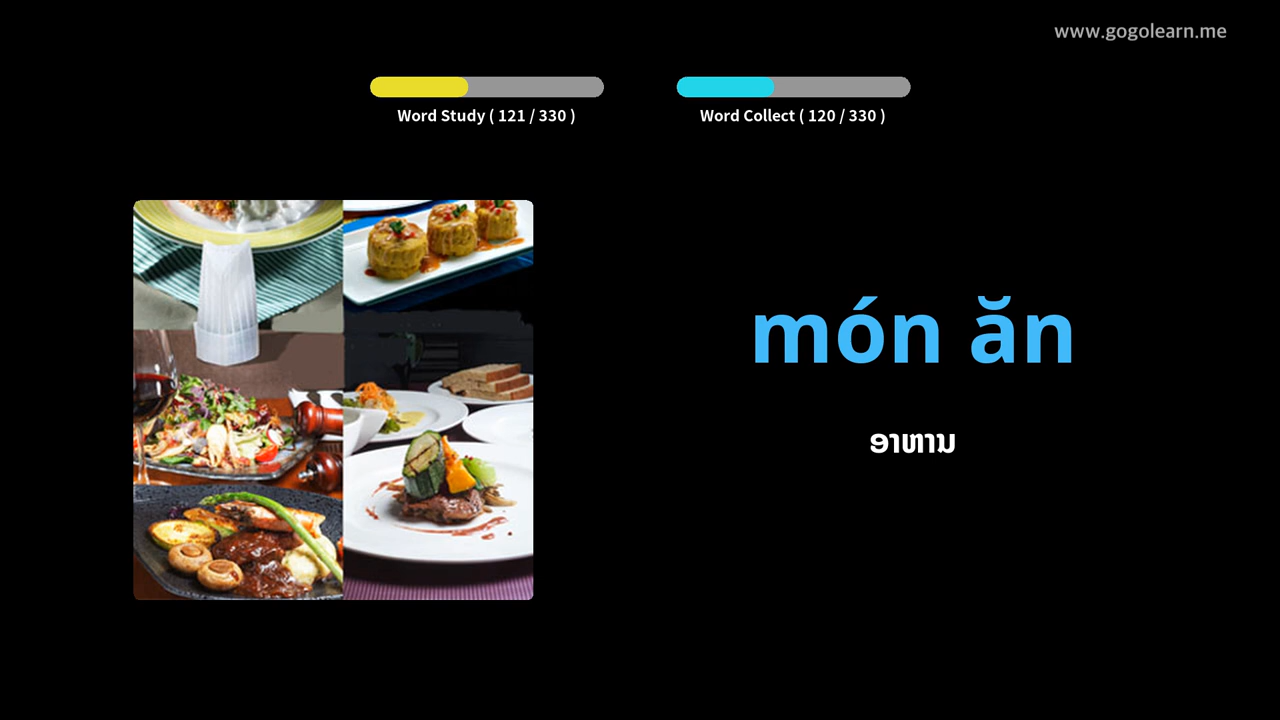 www.gogolearn.me
Word Study ( 121 / 330 )
Word Collect ( 120 / 330 )
món ăn
ອາຫານ